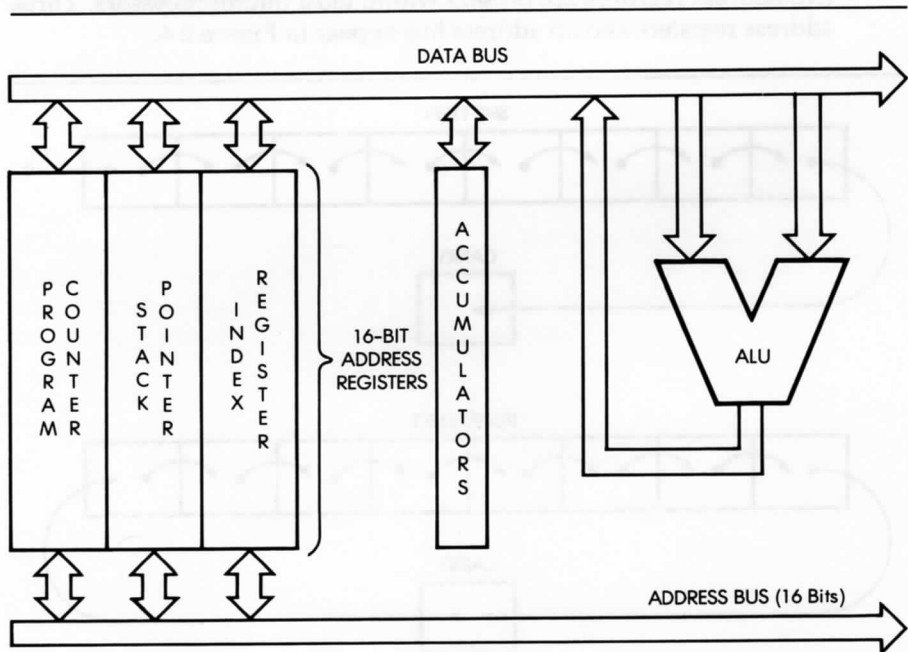 DATA BUS
PROGRAM
COUNTER
STACK
POINTER
INDEX
REGISTER
16-BIT
ADDRESS
REGISTERS
ACCUMULATORS
ALU
ADDRESS BUS (16 Bits)